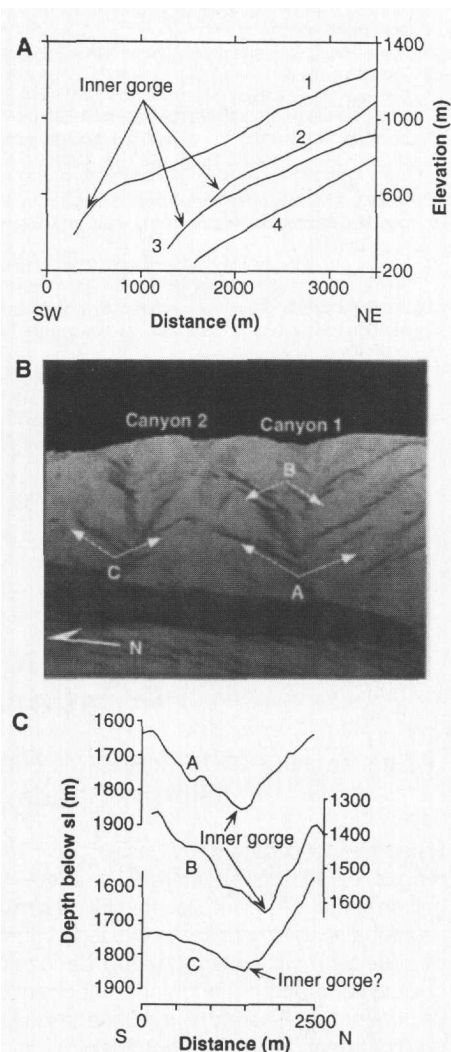 A
1400
Inner gorge
1
1000
2
Elevation (m)
600
3
4
200
0 1000 2000 3000
SW Distance (m) NE
B
Canyon 2 Canyon 1
B
C
A
N
C
1600
1700
A
1800
1300
1900
Inner gorge
1400
B
1500
1600
1600
1700
Depth below sl (m)
1800
C
1900
Inner gorge?
0 2500
S Distance (m) N